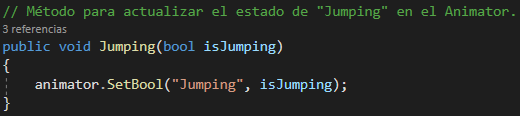 // Método para actualizar el estado de "Jumping" en el Animator.
3 referencias
public void Jumping(bool isJumping)
{
animator.SetBool("Jumping", isJumping);
}